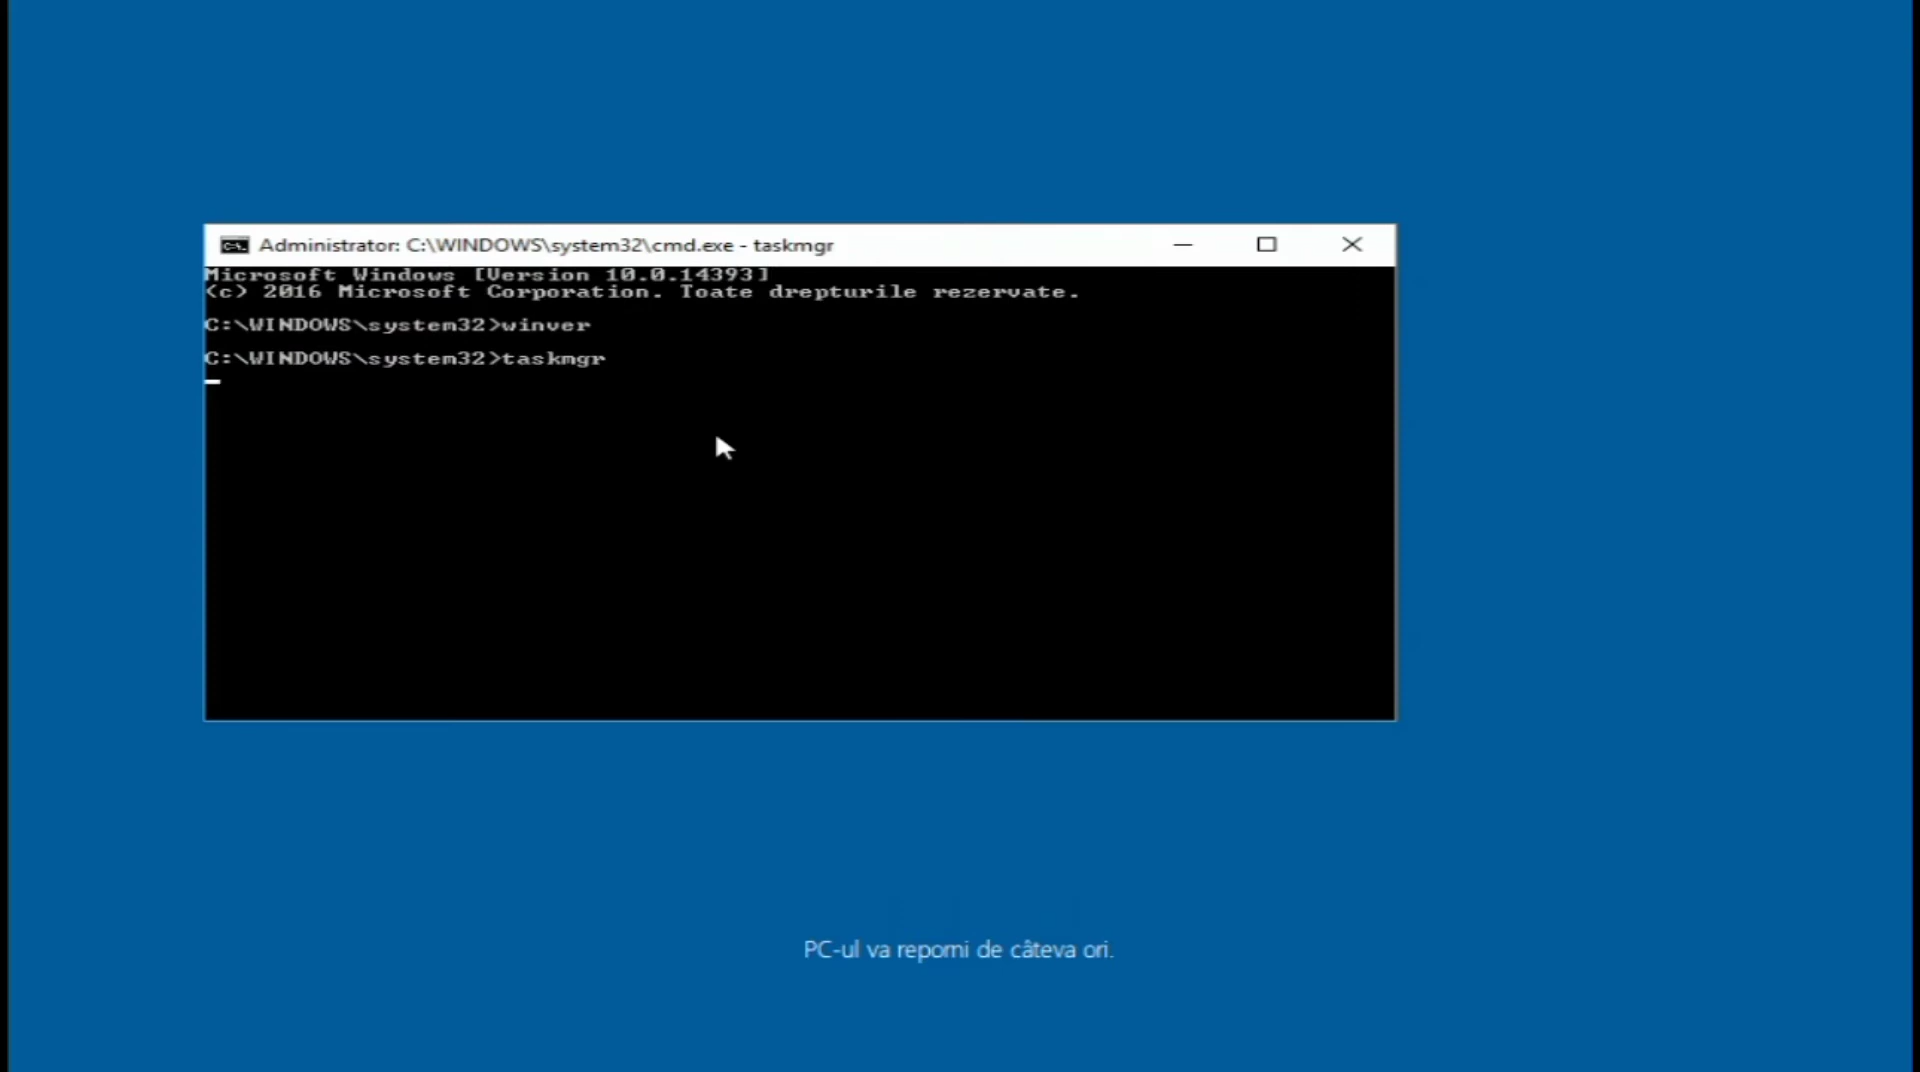 Administrator: C:\WINDOWS\system32\cmd.exe - taskmgr
Microsoft Windows [Version 10.0.14393]
(c) 2016 Microsoft Corporation. Toate drepturile rezervate.
C:\WINDOWS\system32>winver
C:\WINDOWS\system32>taskmgr
PC-ul va reporni de câteva ori.